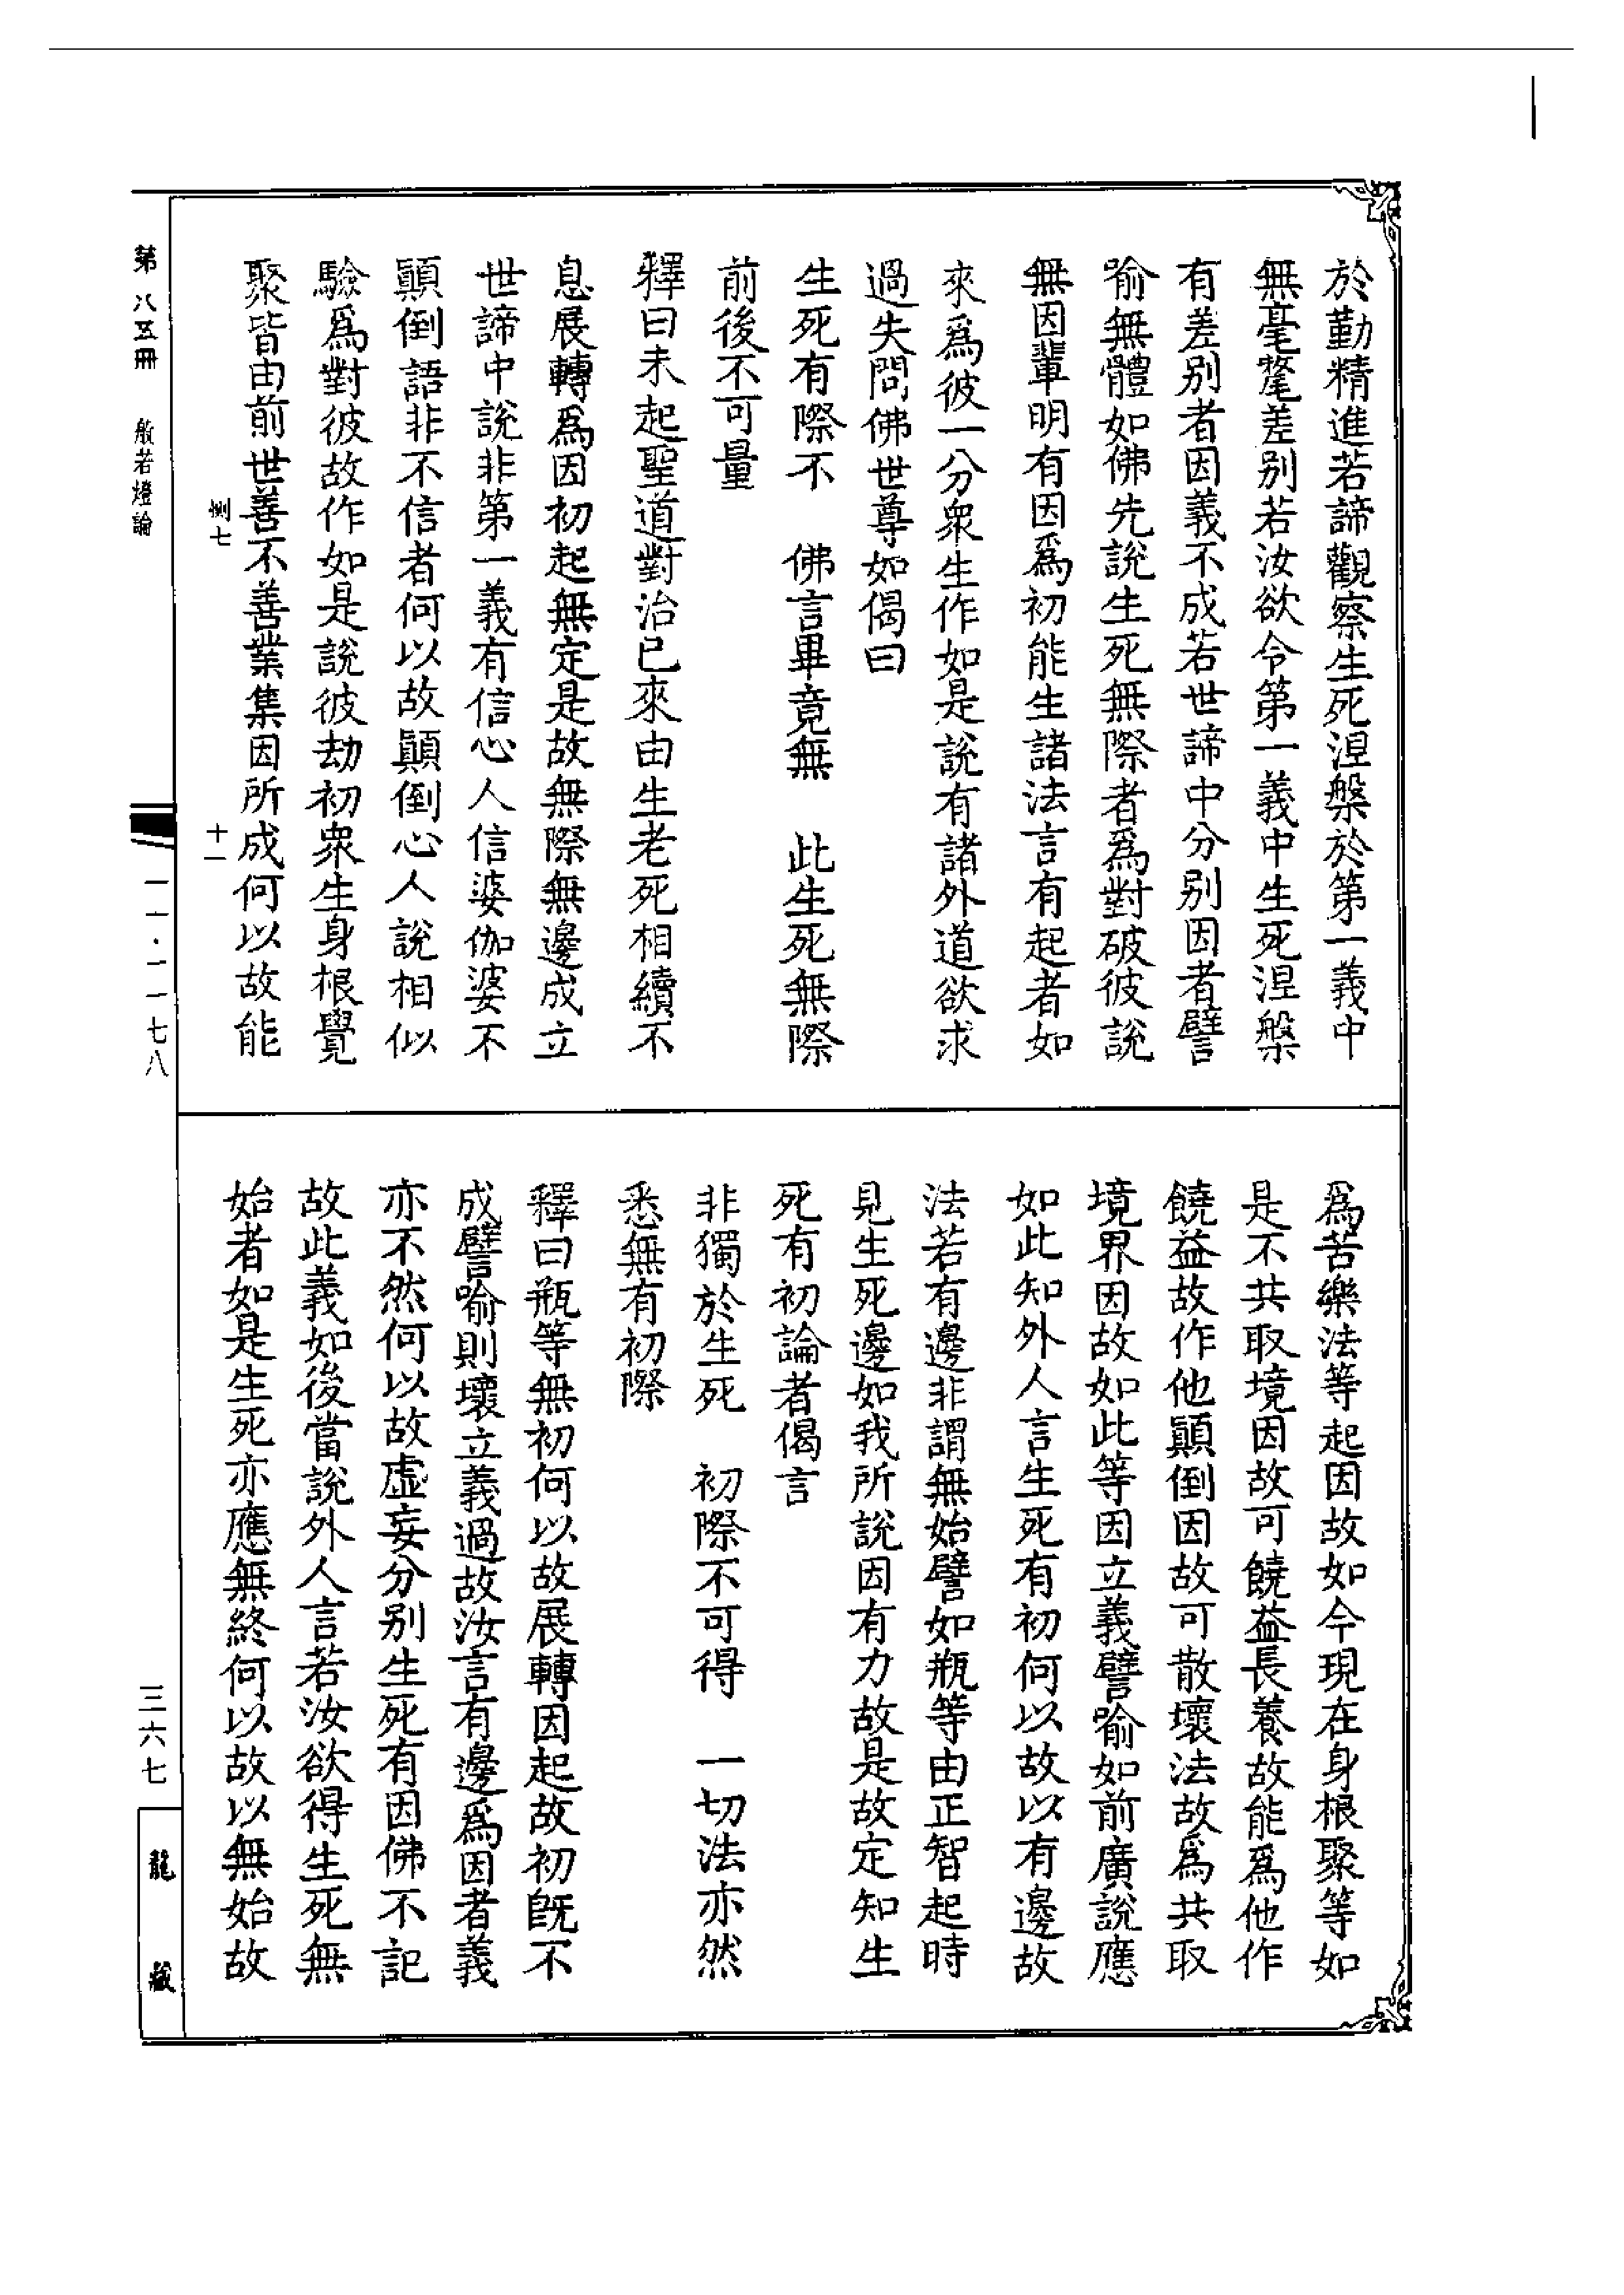 於勤精進若諦觀察生死涅槃於第一義中
無毫氂差別若汝欲令第一義中生死涅槃
有差別者因義不成若世諦中分別因者譬
喻無體如佛先說生死無際者爲對破彼說
無因輩明有因爲初能生諸法言有起者如
來爲彼一分衆生作如是說有諸外道欲求
過失問佛世尊如偈曰
生死有際不　佛言畢竟無　此生死無際
前後不可量
釋曰未起聖道對治已來由生老死相續不
息展轉爲因初起無定是故無際無邊成立
世諦中說非第一義有信心人信婆伽婆不
顛倒語非不信者何以故顛倒心人說相似
驗爲對彼故作如是說彼劫初衆生身根覺
聚皆由前世善不善業集因所成何以故能
爲苦樂法等起因故如今現在身根聚等如
是不共取境因故可饒益長養故能爲他作
饒益故作他顛倒因故可散壞法故爲共取
境界因故如此等因立義譬喻如前廣說應
如此知外人言生死有初何以故以有邊故
法若有邊非謂無始譬如瓶等由正智起時
見生死邊如我所說因有力故是故定知生
死有初論者偈言
非獨於生死　初際不可得　一切法亦然
悉無有初際
釋曰瓶等無初何以故展轉因起故初旣不
成譬喻則壞立義過故汝言有邊爲因者義
亦不然何以故虛妄分別生死有因佛不記
故此義如後當說外人言若汝欲得生死無
始者如是生死亦應無終何以故以無始故
第八五冊　般若燈論
惻七　十一
一一·一一七八
三六七
龍藏